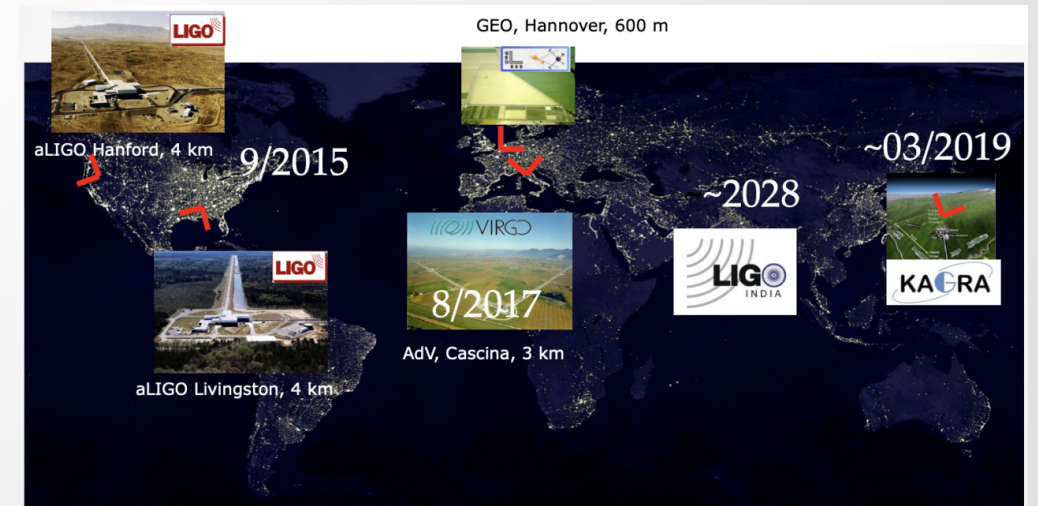 GEO, Hannover, 600 m
LIGO
aLIGO Hanford, 4 km
9/2015
~03/2019
~2028
VIRGO
LIGO
LIGO
INDIA
KAGRA
8/2017
AdV, Cascina, 3 km
aLIGO Livingston, 4 km